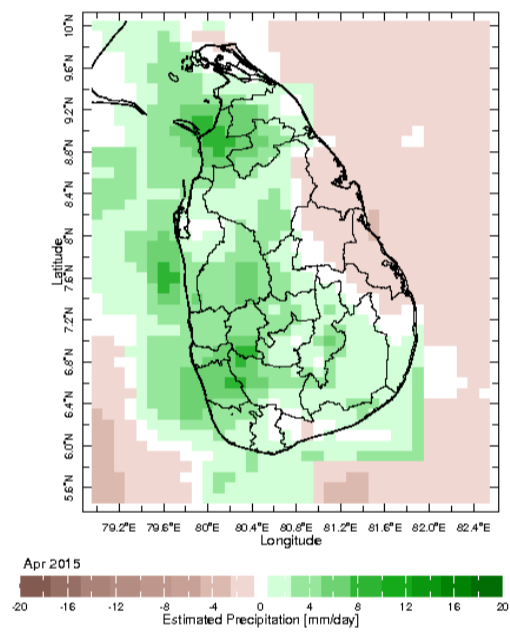 10°N
9.6°N
9.2°N
8.8°N
8.4°N
8°N
7.6°N
7.2°N
6.8°N
6.4°N
6.0°N
5.6°N
Latitude
79.2°E 79.6°E 80°E 80.4°E 80.8°E 81.2°E 81.6°E 82.0°E 82.4°E
Longitude
Apr 2015
-20 -16 -12 -8 -4 0 4 8 12 16 20
Estimated Precipitation [mm/day]